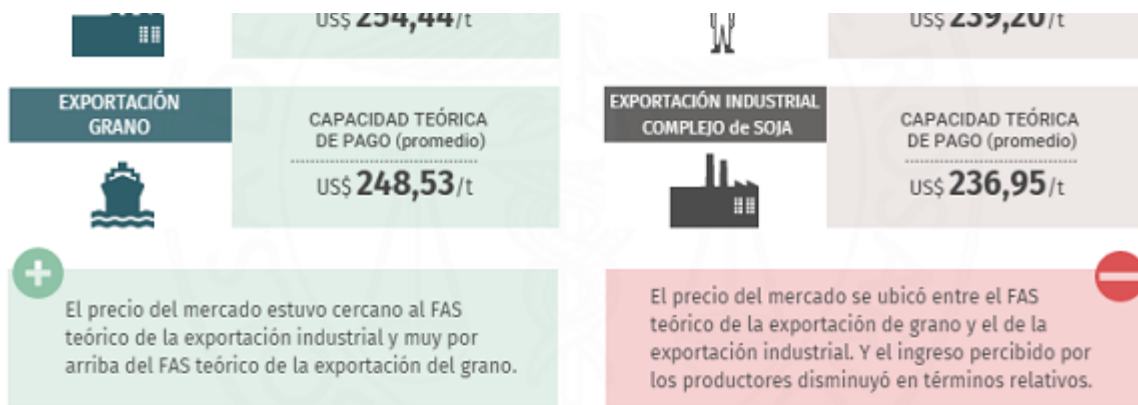 US$ 254,44/t
EXPORTACIÓN
GRANO
CAPACIDAD TEÓRICA
DE PAGO (promedio)
US$ 248,53/t
El precio del mercado estuvo cercano al FAS
teórico de la exportación industrial y muy por
arriba del FAS teórico de la exportación del grano.
US$ 239,20/t
EXPORTACIÓN INDUSTRIAL
COMPLEJO de SOJA
CAPACIDAD TEÓRICA
DE PAGO (promedio)
US$ 236,95/t
El precio del mercado se ubicó entre el FAS
teórico de la exportación de grano y el de la
exportación industrial. Y el ingreso percibido por
los productores disminuyó en términos relativos.